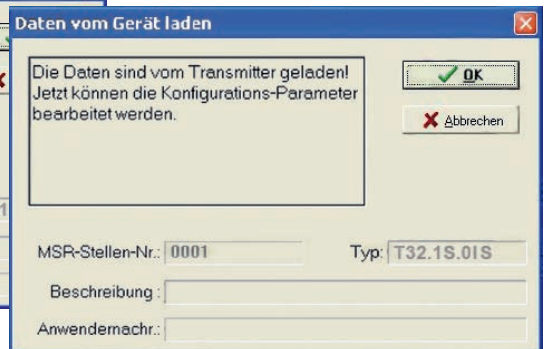 Daten vom Gerät laden
Die Daten sind vom Transmitter geladen!
Jetzt können die Konfigurations-Parameter
bearbeitet werden.
OK
Abbrechen
MSR-Stellen-Nr.: 0001 Typ: T32.1S.0IS
Beschreibung :
Anwendernachr.: